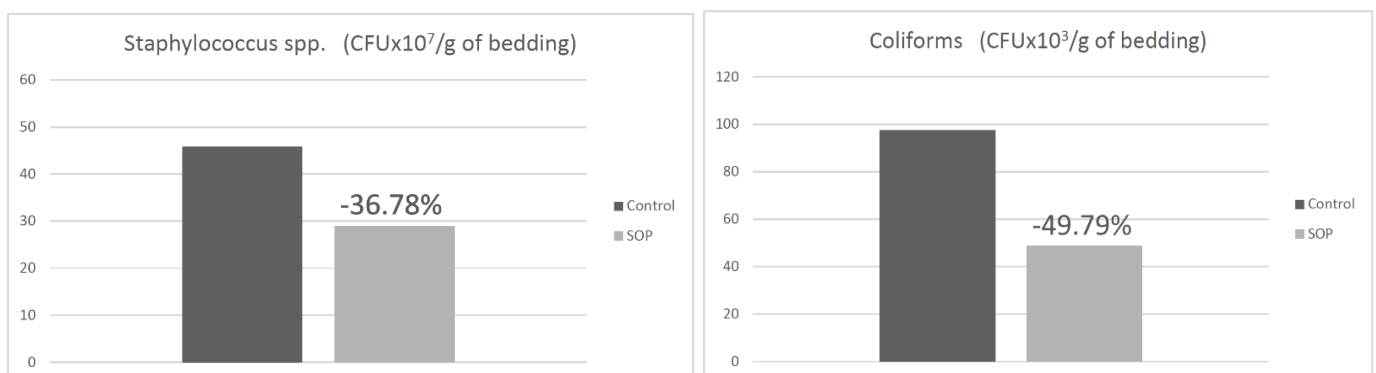 Staphylococcus spp. (CFUx10⁷/g of bedding)
60
50
40
30
20
10
0
-36.78%
Control
SOP
Coliforms (CFUx10³/g of bedding)
120
100
80
60
40
20
0
-49.79%
Control
SOP